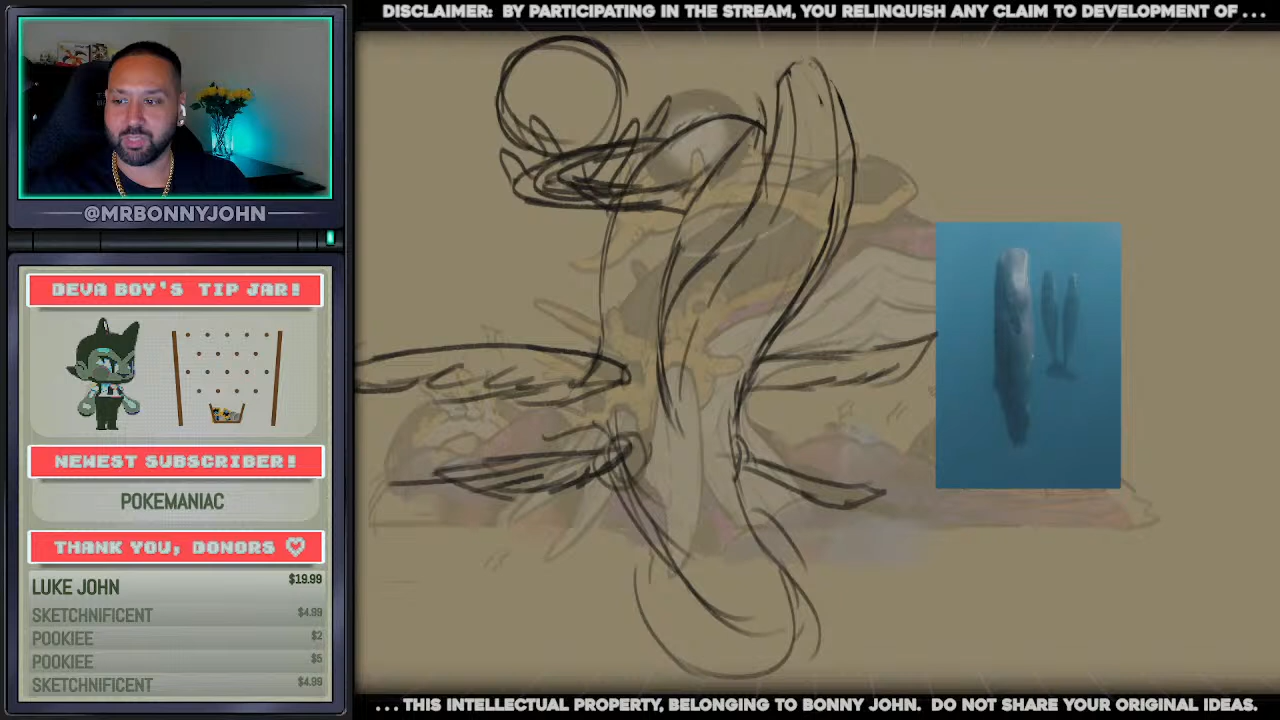 DISCLAIMER: BY PARTICIPATING IN THE STREAM, YOU RELINQUISH ANY CLAIM TO DEVELOPMENT OF . . .
@MRBONNYJOHN
DEVA BOY'S TIP JAR!
NEWEST SUBSCRIBER!
POKEMANIAC
THANK YOU, DONORS ♡
LUKE JOHN $19.99
SKETCHNIFICENT $4.99
POOKIEE $2
POOKIEE $5
SKETCHNIFICENT $4.99
. . . THIS INTELLECTUAL PROPERTY, BELONGING TO BONNY JOHN. DO NOT SHARE YOUR ORIGINAL IDEAS.